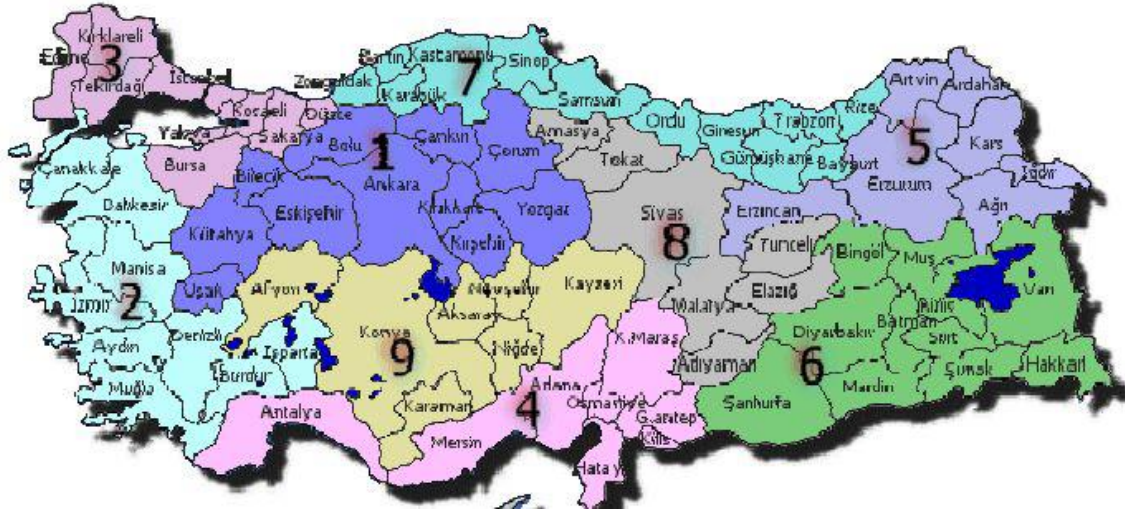 Kırklareli
Edirne
3
Tekirdağ
İstanbul
Kocaeli
Yalova
Sakarya
Düzce
Bursa
Bilecik
Zonguldak
Bartın
Kastamonu
Karabük
7
Sinop
Samsun
Ordu
Giresun
Trabzon
Rize
Gümüşhane
Bayburt
Artvin
Ardahan
5
Kars
Erzurum
Iğdır
Ağrı
Erzincan
Bolu
1
Çankırı
Çorum
Ankara
Eskişehir
Kütahya
Uşak
Kırıkkale
Kırşehir
Yozgat
Amasya
Tokat
Sivas
8
Tunceli
Elazığ
Malatya
Adıyaman
Çanakkale
Balıkesir
Manisa
İzmir
2
Aydın
Denizli
Muğla
Burdur
Isparta
Afyon
Konya
9
Aksaray
Nevşehir
Niğde
Kayseri
Karaman
Antalya
Mersin
4
Adana
Osmaniye
K.Maraş
G.antep
Kilis
Hatay
Bingöl
Muş
Bitlis
Van
Diyarbakır
Batman
Siirt
6
Mardin
Şırnak
Hakkari
Şanlıurfa